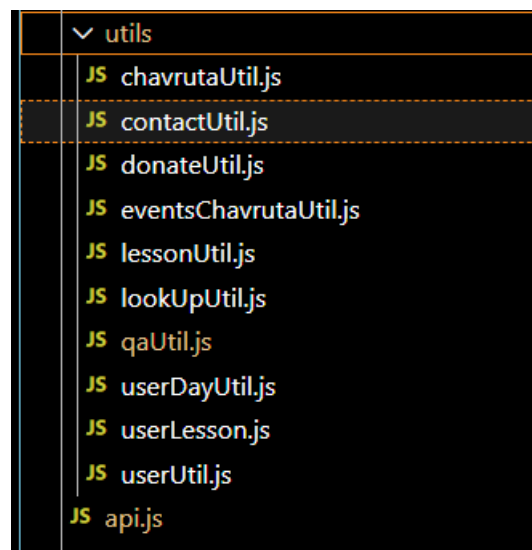 utils
JS chavrutaUtil.js
JS contactUtil.js
JS donateUtil.js
JS eventsChavrutaUtil.js
JS lessonUtil.js
JS lookUpUtil.js
JS qaUtil.js
JS userDayUtil.js
JS userLesson.js
JS userUtil.js
JS api.js